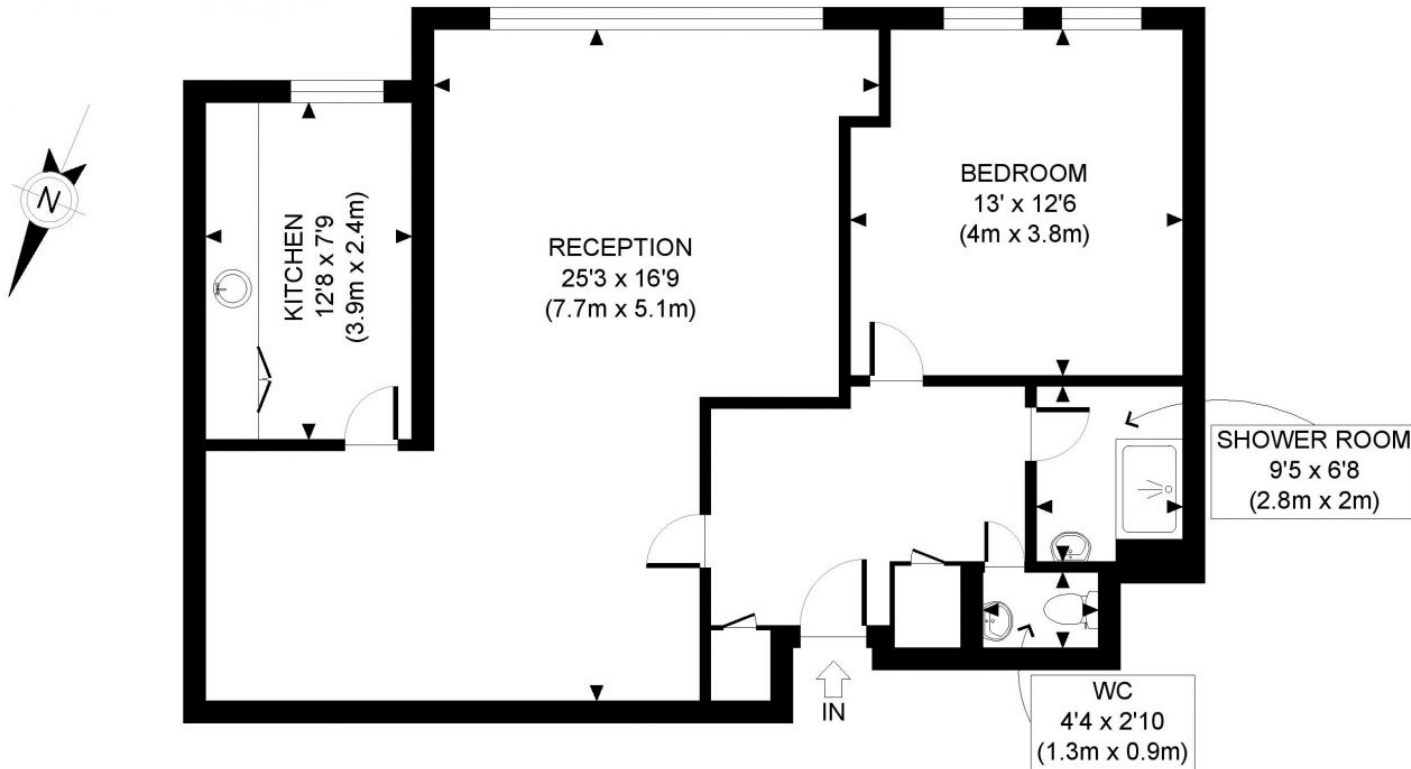 N
KITCHEN
12'8 x 7'9
(3.9m x 2.4m)
RECEPTION
25'3 x 16'9
(7.7m x 5.1m)
BEDROOM
13' x 12'6
(4m x 3.8m)
SHOWER ROOM
9'5 x 6'8
(2.8m x 2m)
WC
4'4 x 2'10
(1.3m x 0.9m)
IN